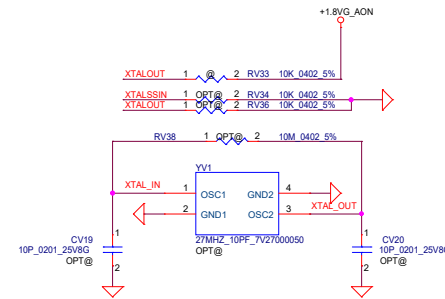 +1.8VG_AON
XTALOUT 1 @ 2 RV33 10K_0402_5%
XTALSSIN 1 OPT@ 2 RV34 10K_0402_5%
XTALOUT 1 OPT@ 2 RV36 10K_0402_5%
RV38 1 OPT@ 2 10M_0402_5%
YV1
XTAL_IN 1 OSC1 GND2 4
2 GND1 OSC2 3 XTAL_OUT
27MHZ_10PF_7V27000050
OPT@
1 CV19
10P_0201_25V8G
OPT@
2
1 CV20
10P_0201_25V8G
OPT@
2